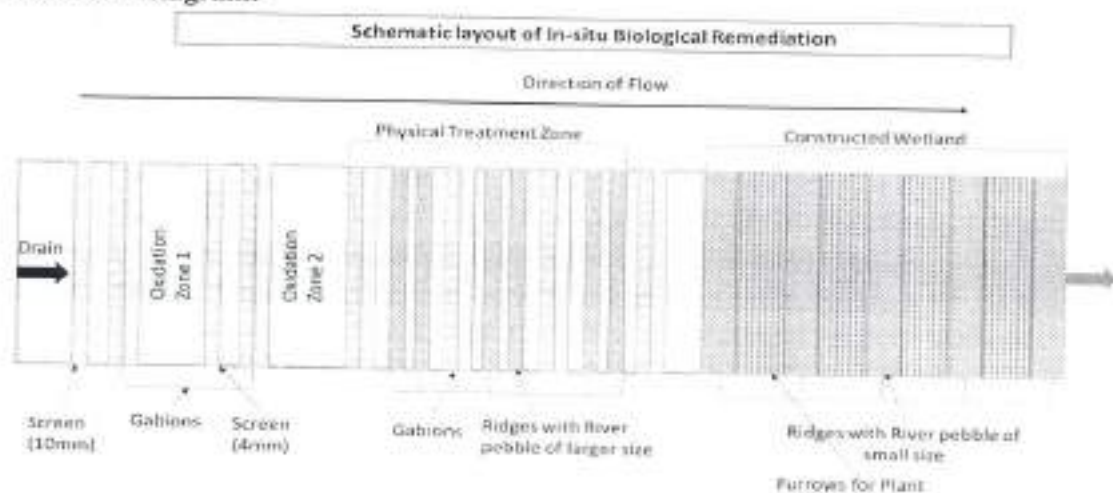 Schematic layout of In-situ Biological Remediation
Direction of Flow
Physical Treatment Zone
Constructed Wetland
Drain
Oxidation
Zone 1
Oxidation
Zone 2
Screen
(10mm)
Gabions
Screen
(4mm)
Gabions
Ridges with River
pebble of larger size
Ridges with River pebble of
small size
Furrows for Plant